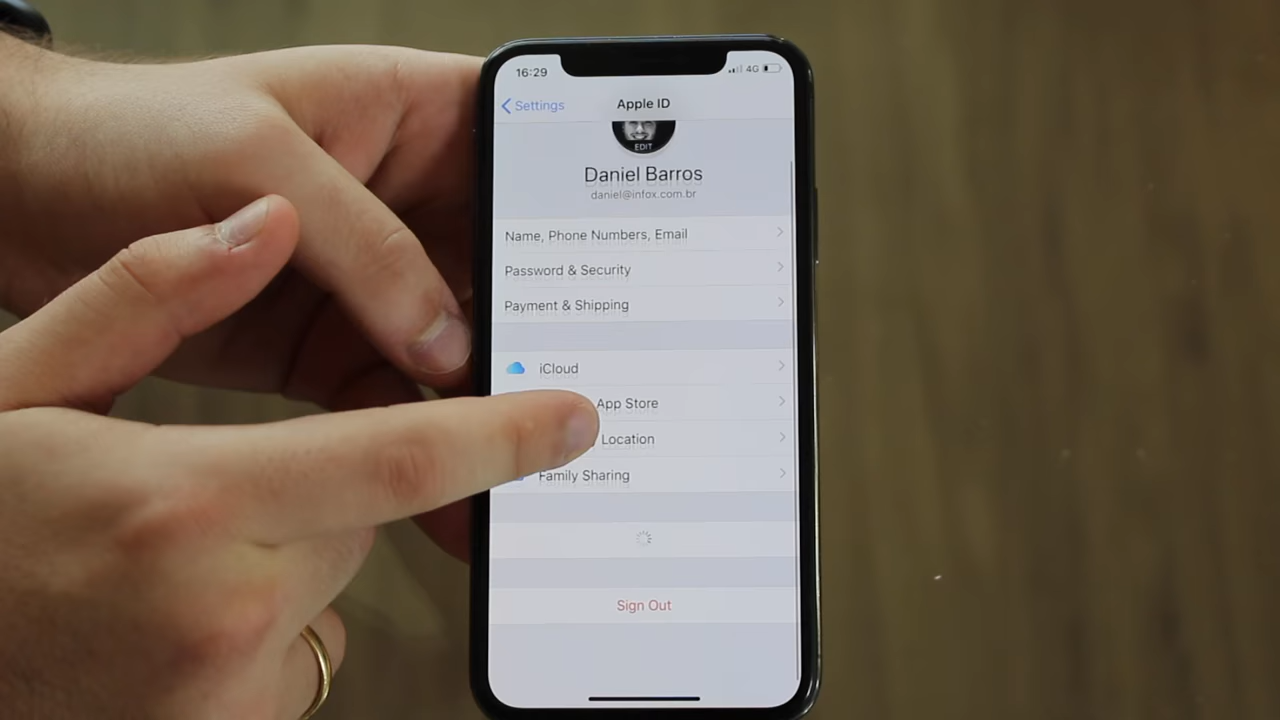 16:29
4G
Settings
Apple ID
EDIT
Daniel Barros
daniel@infox.com.br
Name, Phone Numbers, Email
Password & Security
Payment & Shipping
iCloud
App Store
Location
Family Sharing
Sign Out